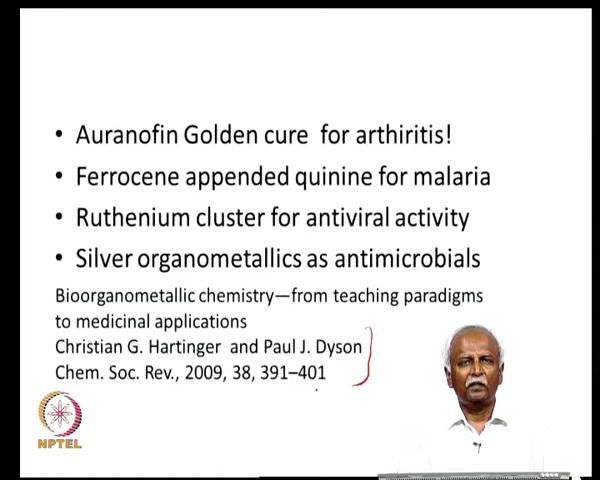 • Auranofin Golden cure for arthiritis!
• Ferrocene appended quinine for malaria
• Ruthenium cluster for antiviral activity
• Silver organometallics as antimicrobials
Bioorganometallic chemistry—from teaching paradigms
to medicinal applications
Christian G. Hartinger and Paul J. Dyson
Chem. Soc. Rev., 2009, 38, 391–401
NPTEL